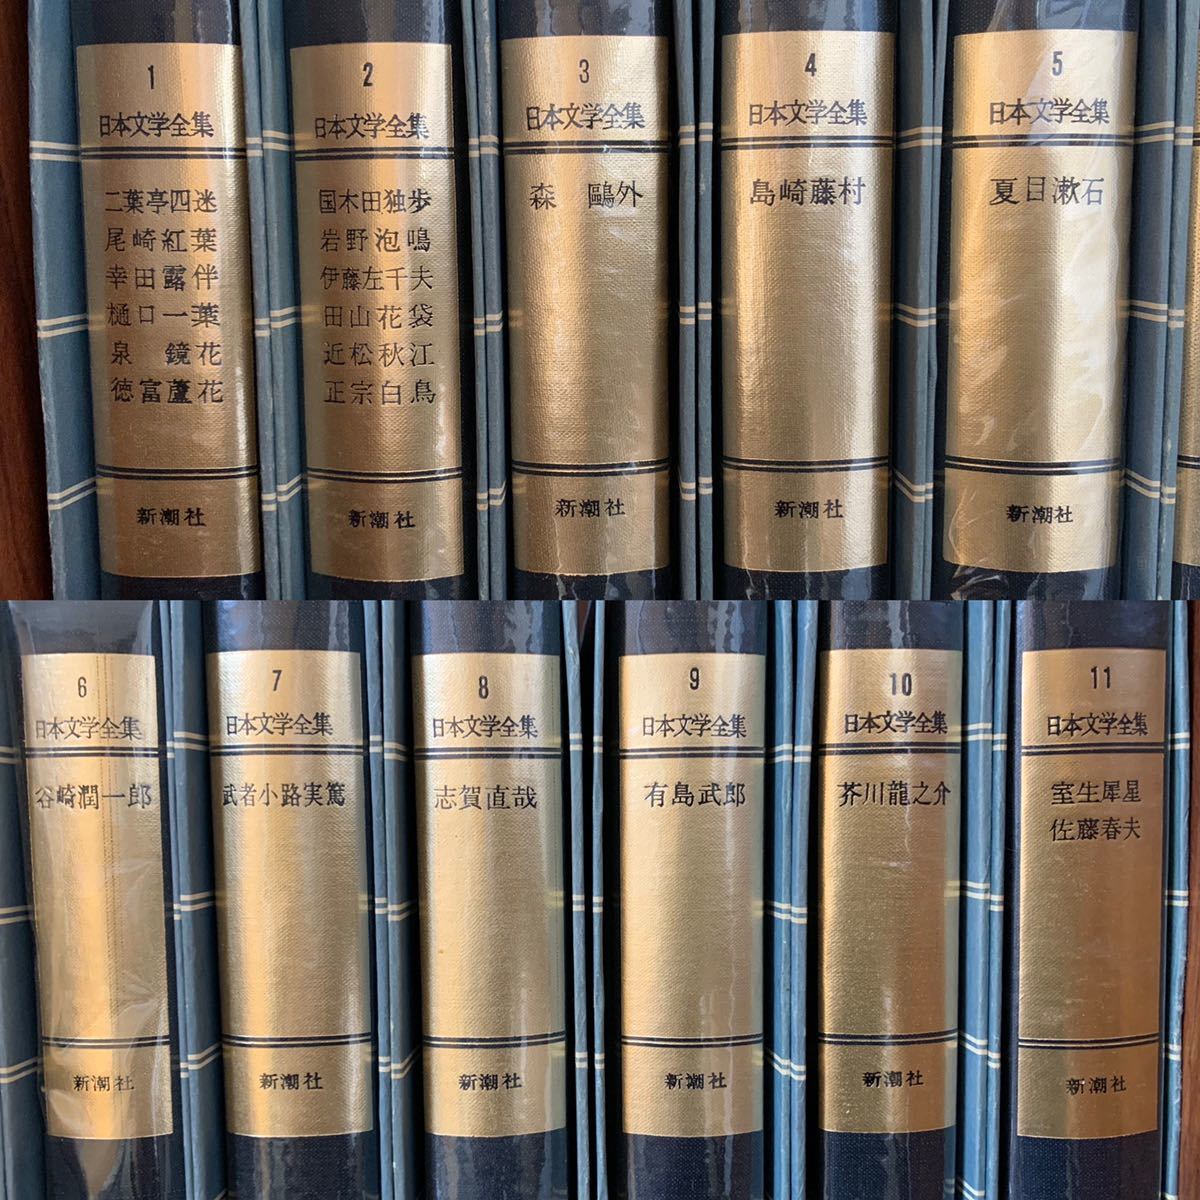 1
日本文学全集
二葉亭四迷
尾崎紅葉
幸田露伴
樋口一葉
泉 鏡花
徳富蘆花
新潮社
2
日本文学全集
国木田独歩
岩野泡鳴
伊藤左千夫
田山花袋
近松秋江
正宗白鳥
新潮社
3
日本文学全集
森 鷗外
新潮社
4
日本文学全集
島崎藤村
新潮社
5
日本文学全集
夏目漱石
新潮社
6
日本文学全集
谷崎潤一郎
新潮社
7
日本文学全集
武者小路実篤
新潮社
8
日本文学全集
志賀直哉
新潮社
9
日本文学全集
有島武郎
新潮社
10
日本文学全集
芥川龍之介
新潮社
11
日本文学全集
室生犀星
佐藤春夫
新潮社